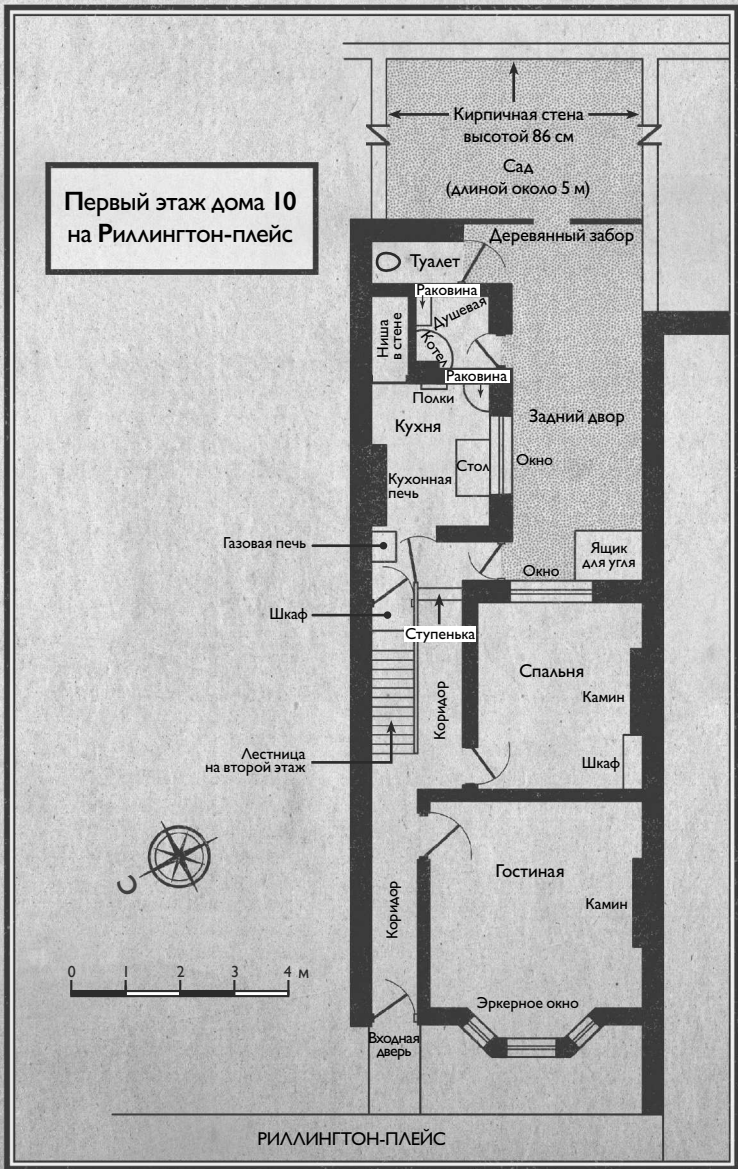 Кирпичная стена
высотой 86 см
Сад
(длиной около 5 м)
Первый этаж дома 10
на Риллингтон-плейс
Деревянный забор
Туалет
Раковина
Душевая
Ниша
в стене
Котел
Раковина
Полки
Кухня
Задний двор
Стол
Окно
Кухонная
печь
Газовая печь
Ящик
для угля
Окно
Шкаф
Ступенька
Спальня
Коридор
Камин
Лестница
на второй этаж
Шкаф
С
Гостиная
Коридор
Камин
0 1 2 3 4 м
Эркерное окно
Входная
дверь
РИЛЛИНГТОН-ПЛЕЙС